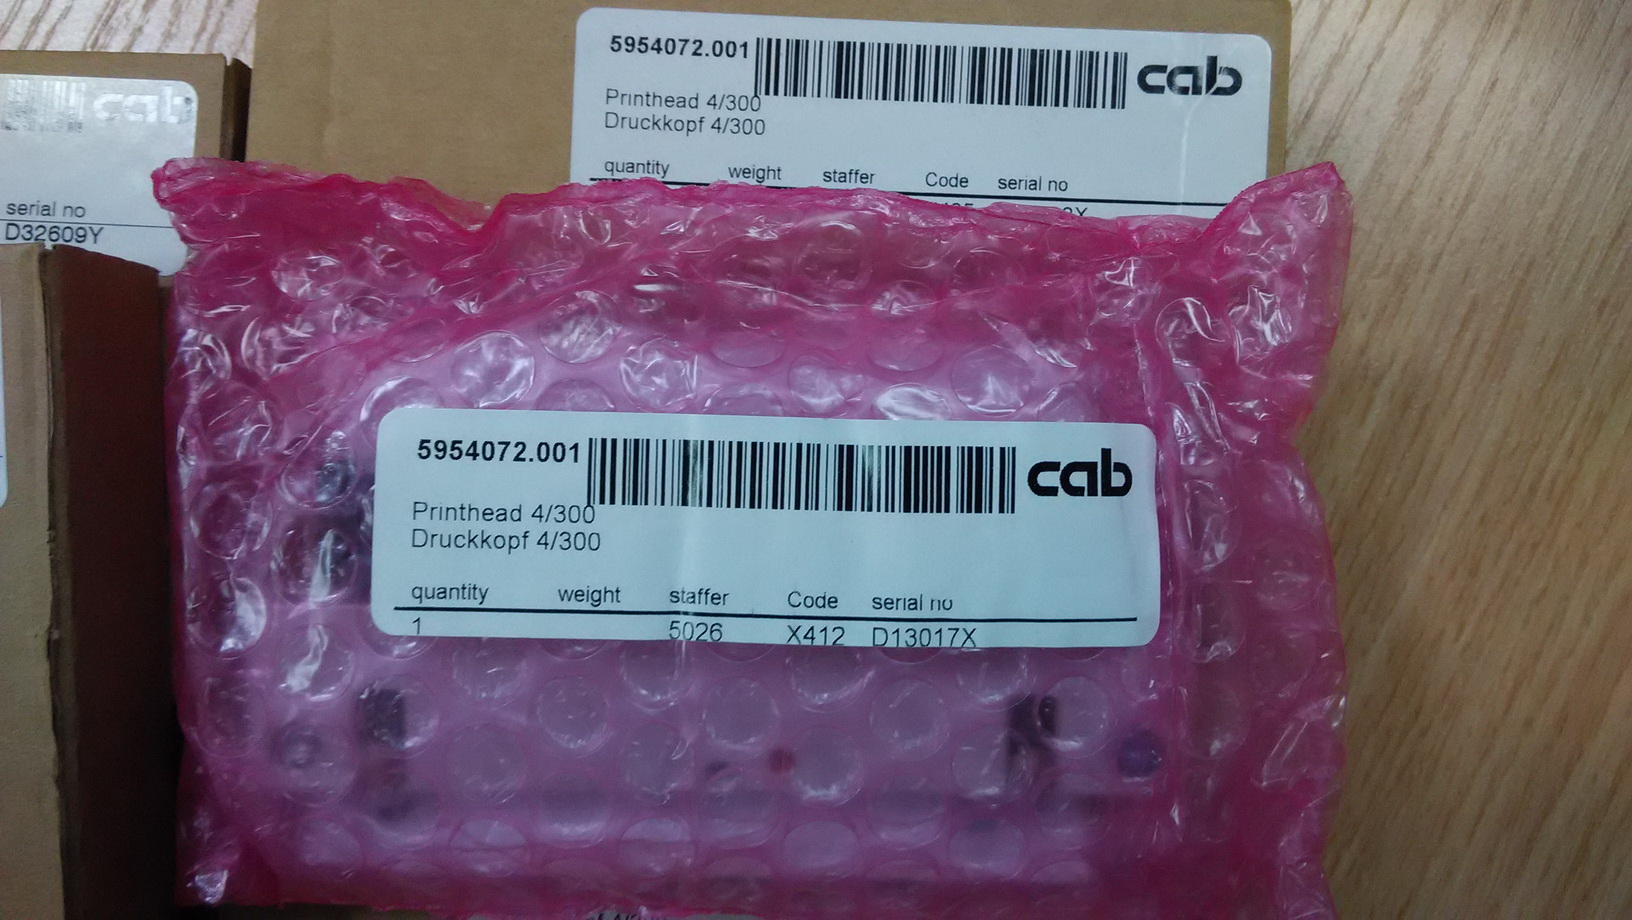 5954072.001 cab
Printhead 4/300
Druckkopf 4/300
quantity weight staffer Code serial no
cab
serial no
D32609Y
5954072.001 cab
Printhead 4/300
Druckkopf 4/300
quantity weight staffer Code serial no
1 5026 X412 D13017X